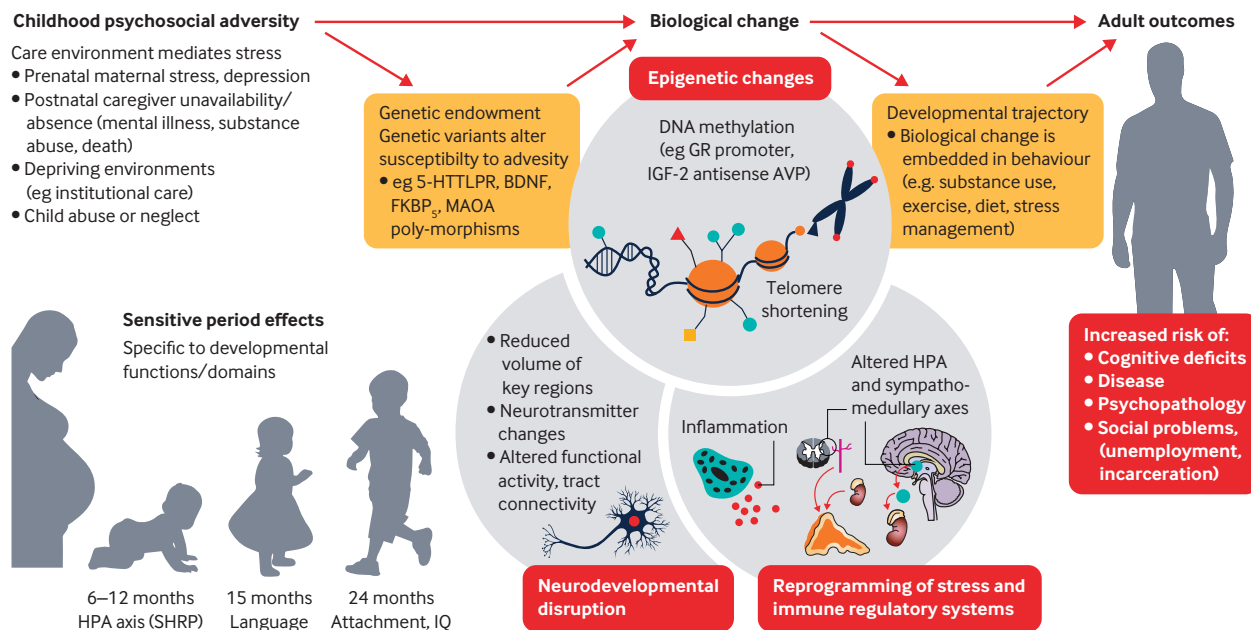 Childhood psychosocial adversity
Care environment mediates stress
• Prenatal maternal stress, depression
• Postnatal caregiver unavailability/
absence (mental illness, substance
abuse, death)
• Depriving environments
(eg institutional care)
• Child abuse or neglect
Genetic endowment
Genetic variants alter
susceptibilty to advesity
• eg 5-HTTLPR, BDNF,
FKBP₅, MAOA
poly-morphisms
Biological change
Epigenetic changes
DNA methylation
(eg GR promoter,
IGF-2 antisense AVP)
Telomere
shortening
Developmental trajectory
• Biological change is
embedded in behaviour
(e.g. substance use,
exercise, diet, stress
management)
Adult outcomes
Sensitive period effects
Specific to developmental
functions/domains
6–12 months
HPA axis (SHRP)
15 months
Language
24 months
Attachment, IQ
• Reduced
volume of
key regions
• Neurotransmitter
changes
• Altered functional
activity, tract
connectivity
Neurodevelopmental
disruption
Inflammation
Altered HPA
and sympatho-
medullary axes
Reprogramming of stress and
immune regulatory systems
Increased risk of:
• Cognitive deficits
• Disease
• Psychopathology
• Social problems,
(unemployment,
incarceration)